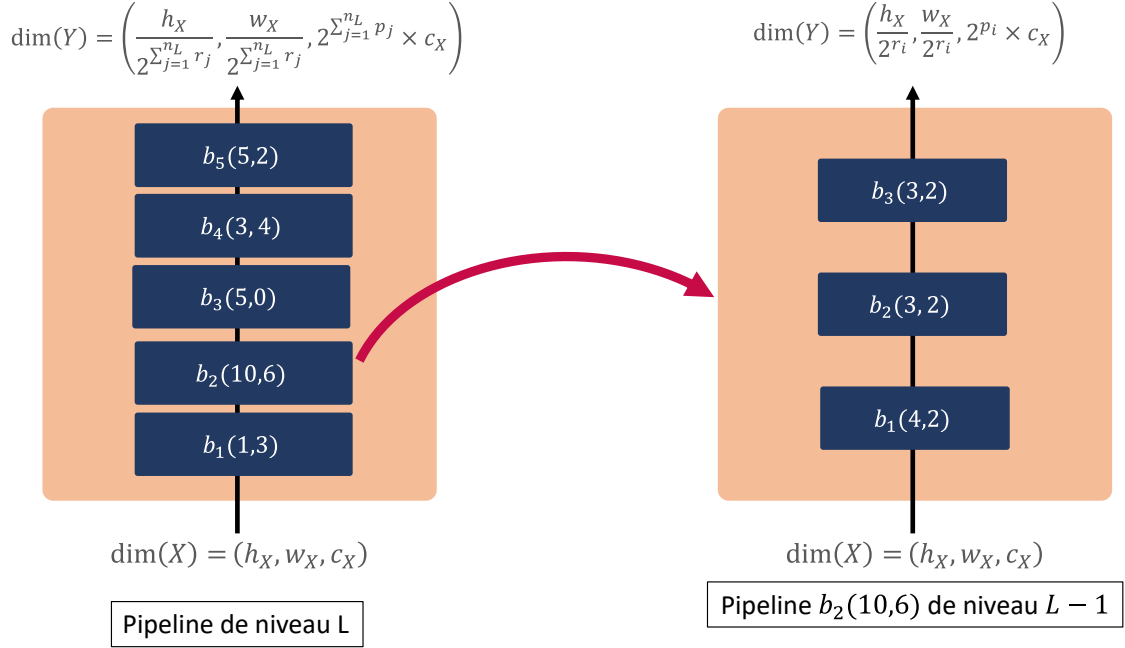 dim(Y) = (h_X / 2^{∑_{j=1}^{n_L} r_j}, w_X / 2^{∑_{j=1}^{n_L} r_j}, 2^{∑_{j=1}^{n_L} p_j} × c_X)
b_5(5,2)
b_4(3, 4)
b_3(5,0)
b_2(10,6)
b_1(1,3)
dim(X) = (h_X, w_X, c_X)
Pipeline de niveau L
dim(Y) = (h_X / 2^{r_i}, w_X / 2^{r_i}, 2^{p_i} × c_X)
b_3(3,2)
b_2(3, 2)
b_1(4,2)
dim(X) = (h_X, w_X, c_X)
Pipeline b_2(10,6) de niveau L − 1